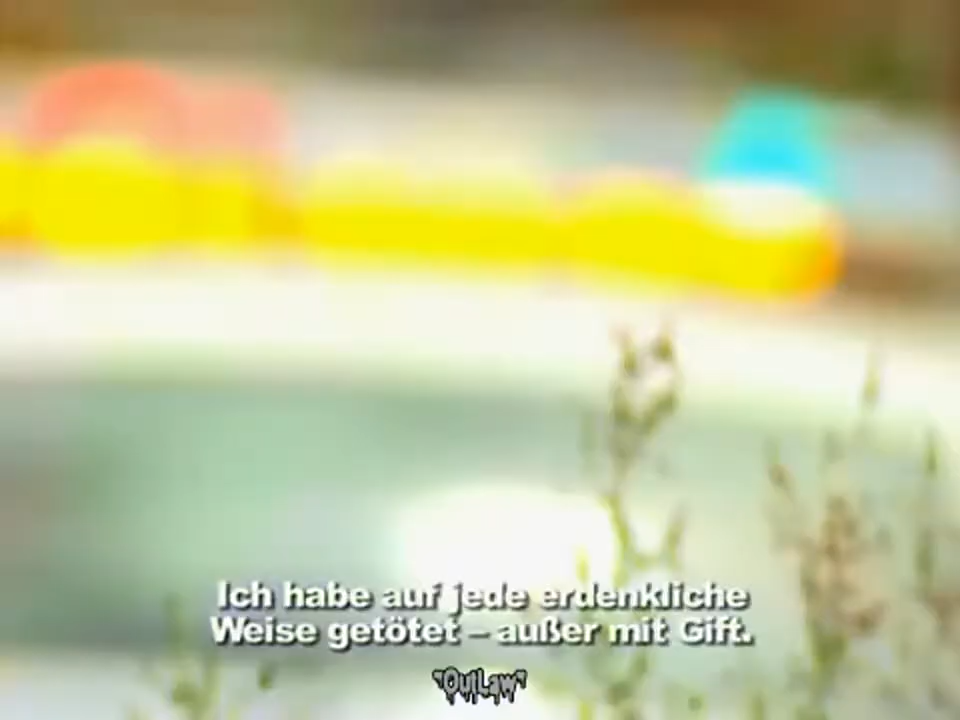 Ich habe auf jede erdenkliche
Weise getötet – außer mit Gift.
"OutLaw"